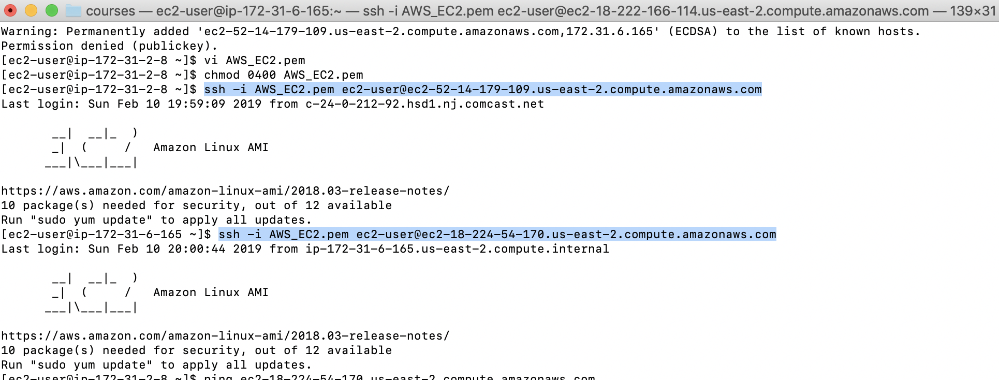 courses — ec2-user@ip-172-31-6-165:~ — ssh -i AWS_EC2.pem ec2-user@ec2-18-222-166-114.us-east-2.compute.amazonaws.com — 139×31
Warning: Permanently added 'ec2-52-14-179-109.us-east-2.compute.amazonaws.com,172.31.6.165' (ECDSA) to the list of known hosts.
Permission denied (publickey).
[ec2-user@ip-172-31-2-8 ~]$ vi AWS_EC2.pem
[ec2-user@ip-172-31-2-8 ~]$ chmod 0400 AWS_EC2.pem
[ec2-user@ip-172-31-2-8 ~]$ ssh -i AWS_EC2.pem ec2-user@ec2-52-14-179-109.us-east-2.compute.amazonaws.com
Last login: Sun Feb 10 19:59:09 2019 from c-24-0-212-92.hsd1.nj.comcast.net

       __|  __|_  )
       _|  (     /   Amazon Linux AMI
      ___|\___|___|

https://aws.amazon.com/amazon-linux-ami/2018.03-release-notes/
10 package(s) needed for security, out of 12 available
Run "sudo yum update" to apply all updates.
[ec2-user@ip-172-31-6-165 ~]$ ssh -i AWS_EC2.pem ec2-user@ec2-18-224-54-170.us-east-2.compute.amazonaws.com
Last login: Sun Feb 10 20:00:44 2019 from ip-172-31-6-165.us-east-2.compute.internal

       __|  __|_  )
       _|  (     /   Amazon Linux AMI
      ___|\___|___|

https://aws.amazon.com/amazon-linux-ami/2018.03-release-notes/
10 package(s) needed for security, out of 12 available
Run "sudo yum update" to apply all updates.
[ec2-user@ip-172-31-2-8 ~]$ ping ec2-18-224-54-170.us-east-2.compute.amazonaws.com